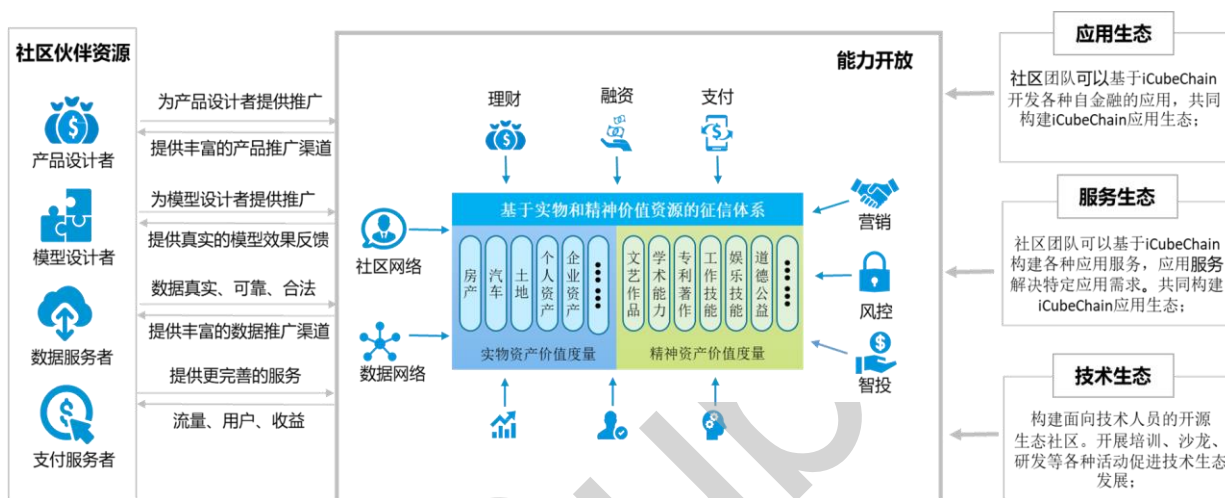 社区伙伴资源
产品设计者
模型设计者
数据服务者
支付服务者
为产品设计者提供推广
提供丰富的产品推广渠道
为模型设计者提供推广
提供真实的模型效果反馈
数据真实、可靠、合法
提供丰富的数据推广渠道
提供更完善的服务
流量、用户、收益
能力开放
理财
融资
支付
社区网络
数据网络
基于实物和精神价值资源的征信体系
房产
汽车
土地
个人资产
企业资产
文艺作品
学术能力
专利著作
工作技能
娱乐技能
道德公益
实物资产价值度量
精神资产价值度量
营销
风控
智投
应用生态
社区团队可以基于iCubeChain
开发各种自金融的应用，共同
构建iCubeChain应用生态；
服务生态
社区团队可以基于iCubeChain
构建各种应用服务，应用服务
解决特定应用需求。共同构建
iCubeChain应用生态；
技术生态
构建面向技术人员的开源
生态社区。开展培训、沙龙、
研发等各种活动促进技术生态
发展；